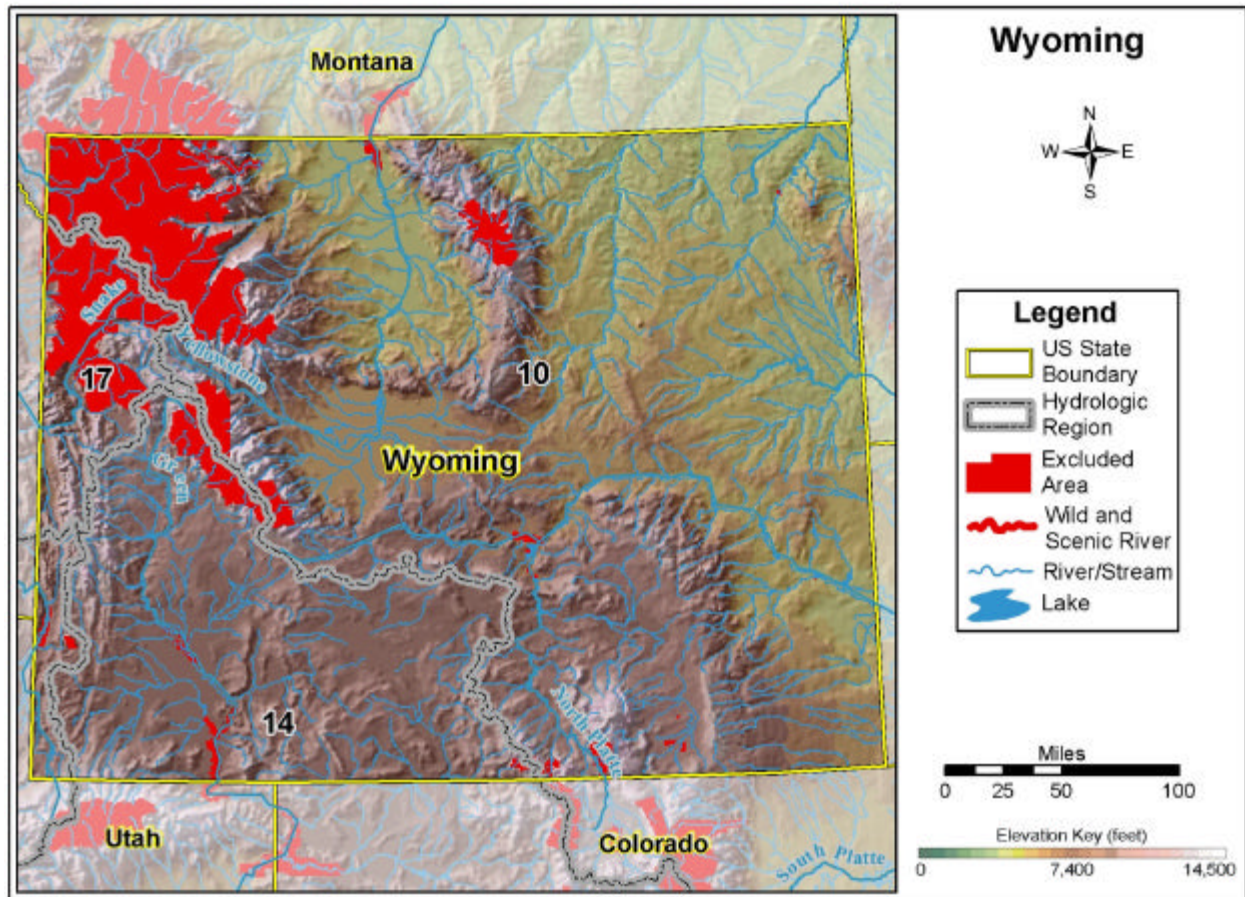 Wyoming
Montana
N
W E
S
Snake
Yellowstone
17
10
Green
Wyoming
14
North Platte
Utah
Colorado
South Platte
Legend
US State
Boundary
Hydrologic
Region
Excluded
Area
Wild and
Scenic River
River/Stream
Lake
Miles
0 25 50 100
Elevation Key (feet)
0 7,400 14,500